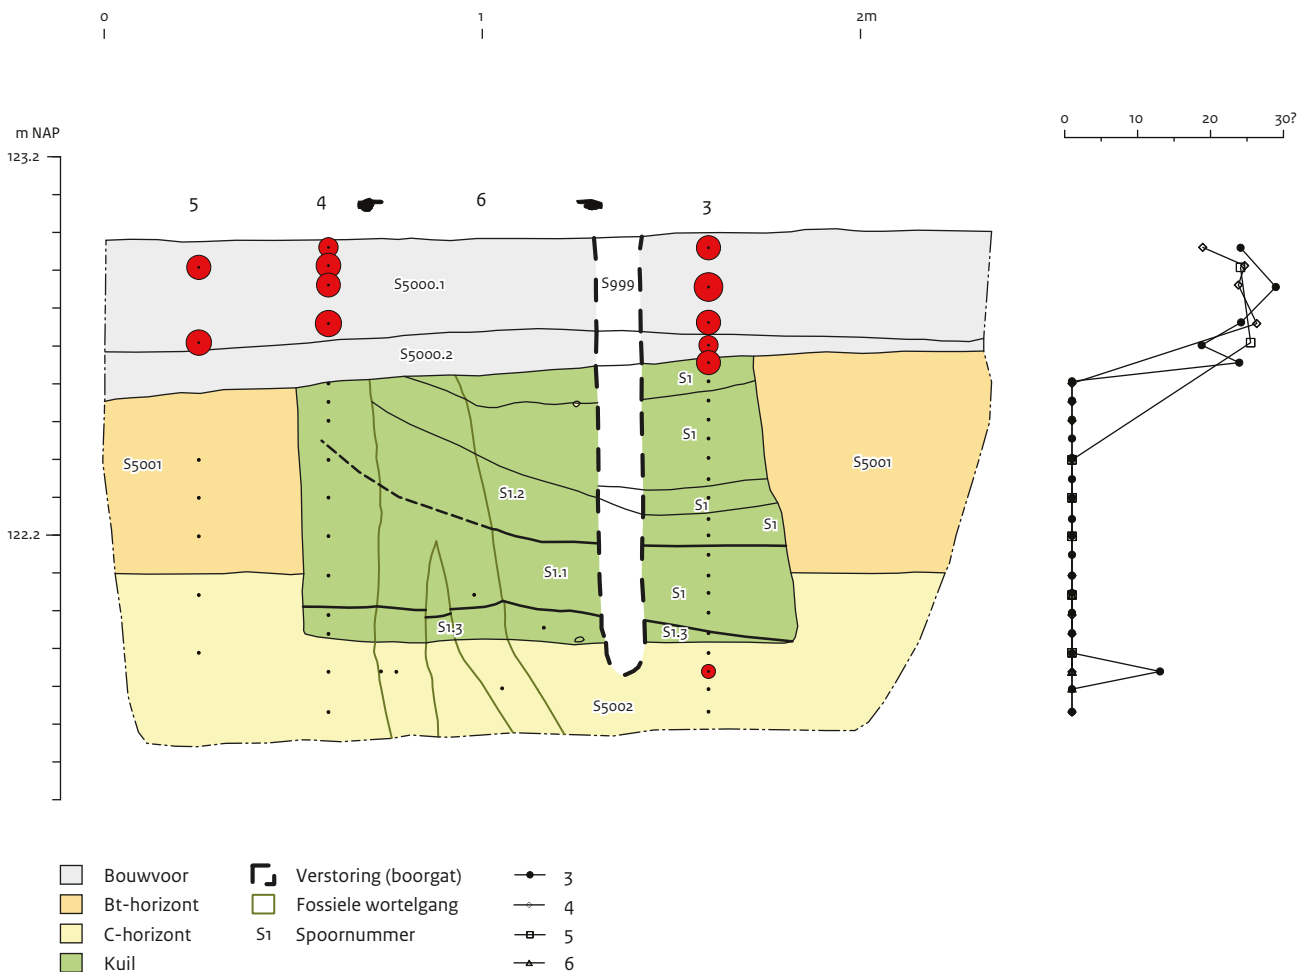 0 1 2m
0 10 20 30?
m NAP
123.2
5 4 6 3
S5000.1 S999
S5000.2
S1
S1
S5001 S5001
S1.2
S1
S1
122.2
S1.1
S1
S1.3 S1.3
S5002
Bouwvoor Verstoring (boorgat) 3
Bt-horizont Fossiele wortelgang 4
C-horizont S1 Spoornummer 5
Kuil 6